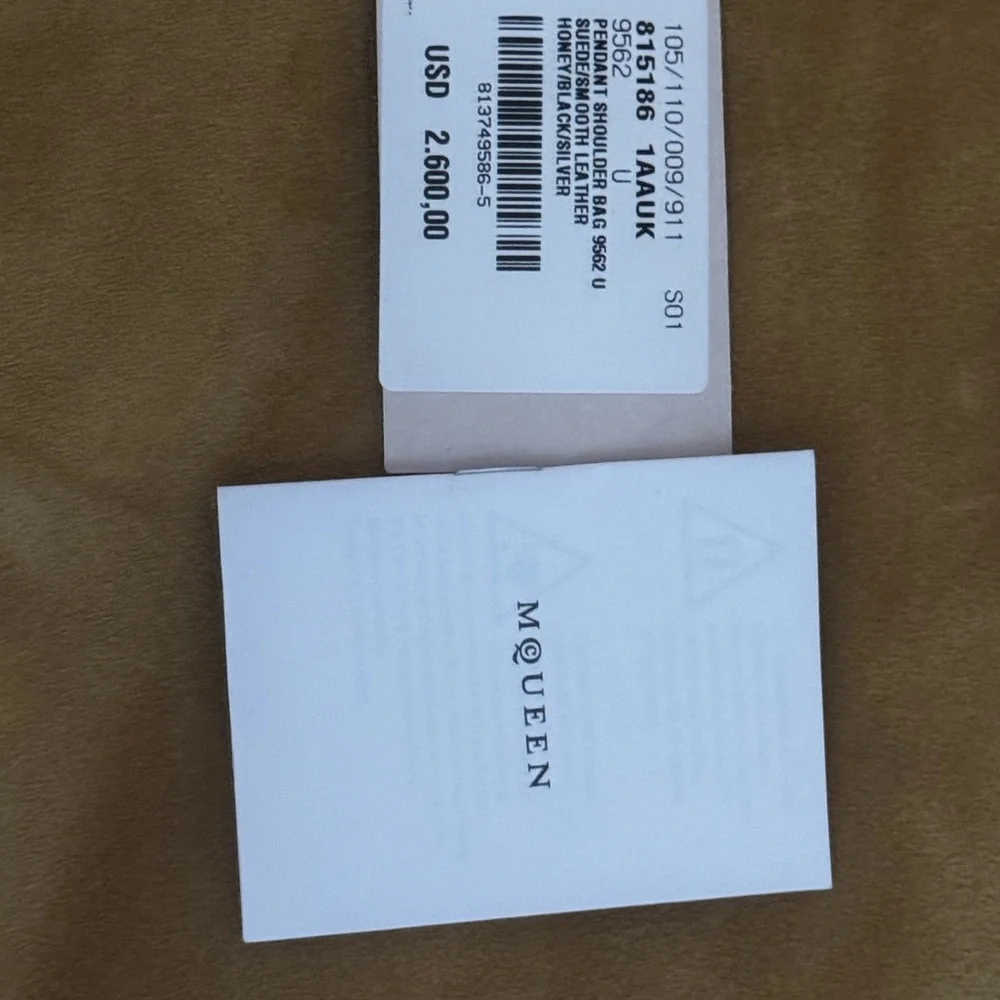 105/110/009/911 S01
815186 1AAUK
9562 U
PENDANT SHOULDER BAG 9562 U
SUEDE/SMOOTH LEATHER
HONEY/BLACK/SILVER
813749586-5
USD 2.600,00
MCQUEEN